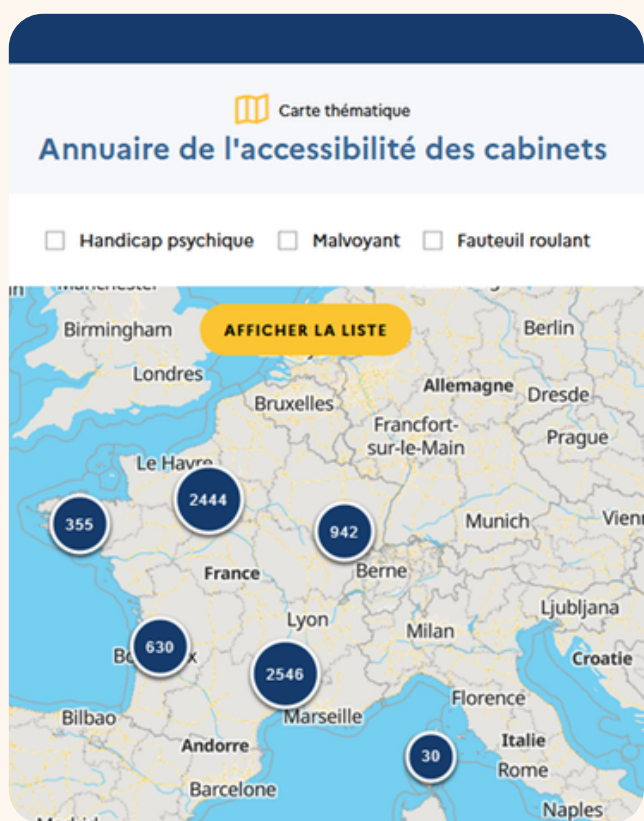 Carte thématique
Annuaire de l'accessibilité des cabinets
Handicap psychique
Malvoyant
Fauteuil roulant
AFFICHER LA LISTE
Birmingham
Berlin
Londres
Allemagne
Dresde
Bruxelles
Francfort-
sur-le-Main
Prague
Le Havre
2444
355
942
Munich
France
Berne
Lyon
Ljubljana
Milan
630
Croatie
2546
Florence
Marseille
Bilbao
Andorre
Italie
30
Rome
Barcelone
Naples